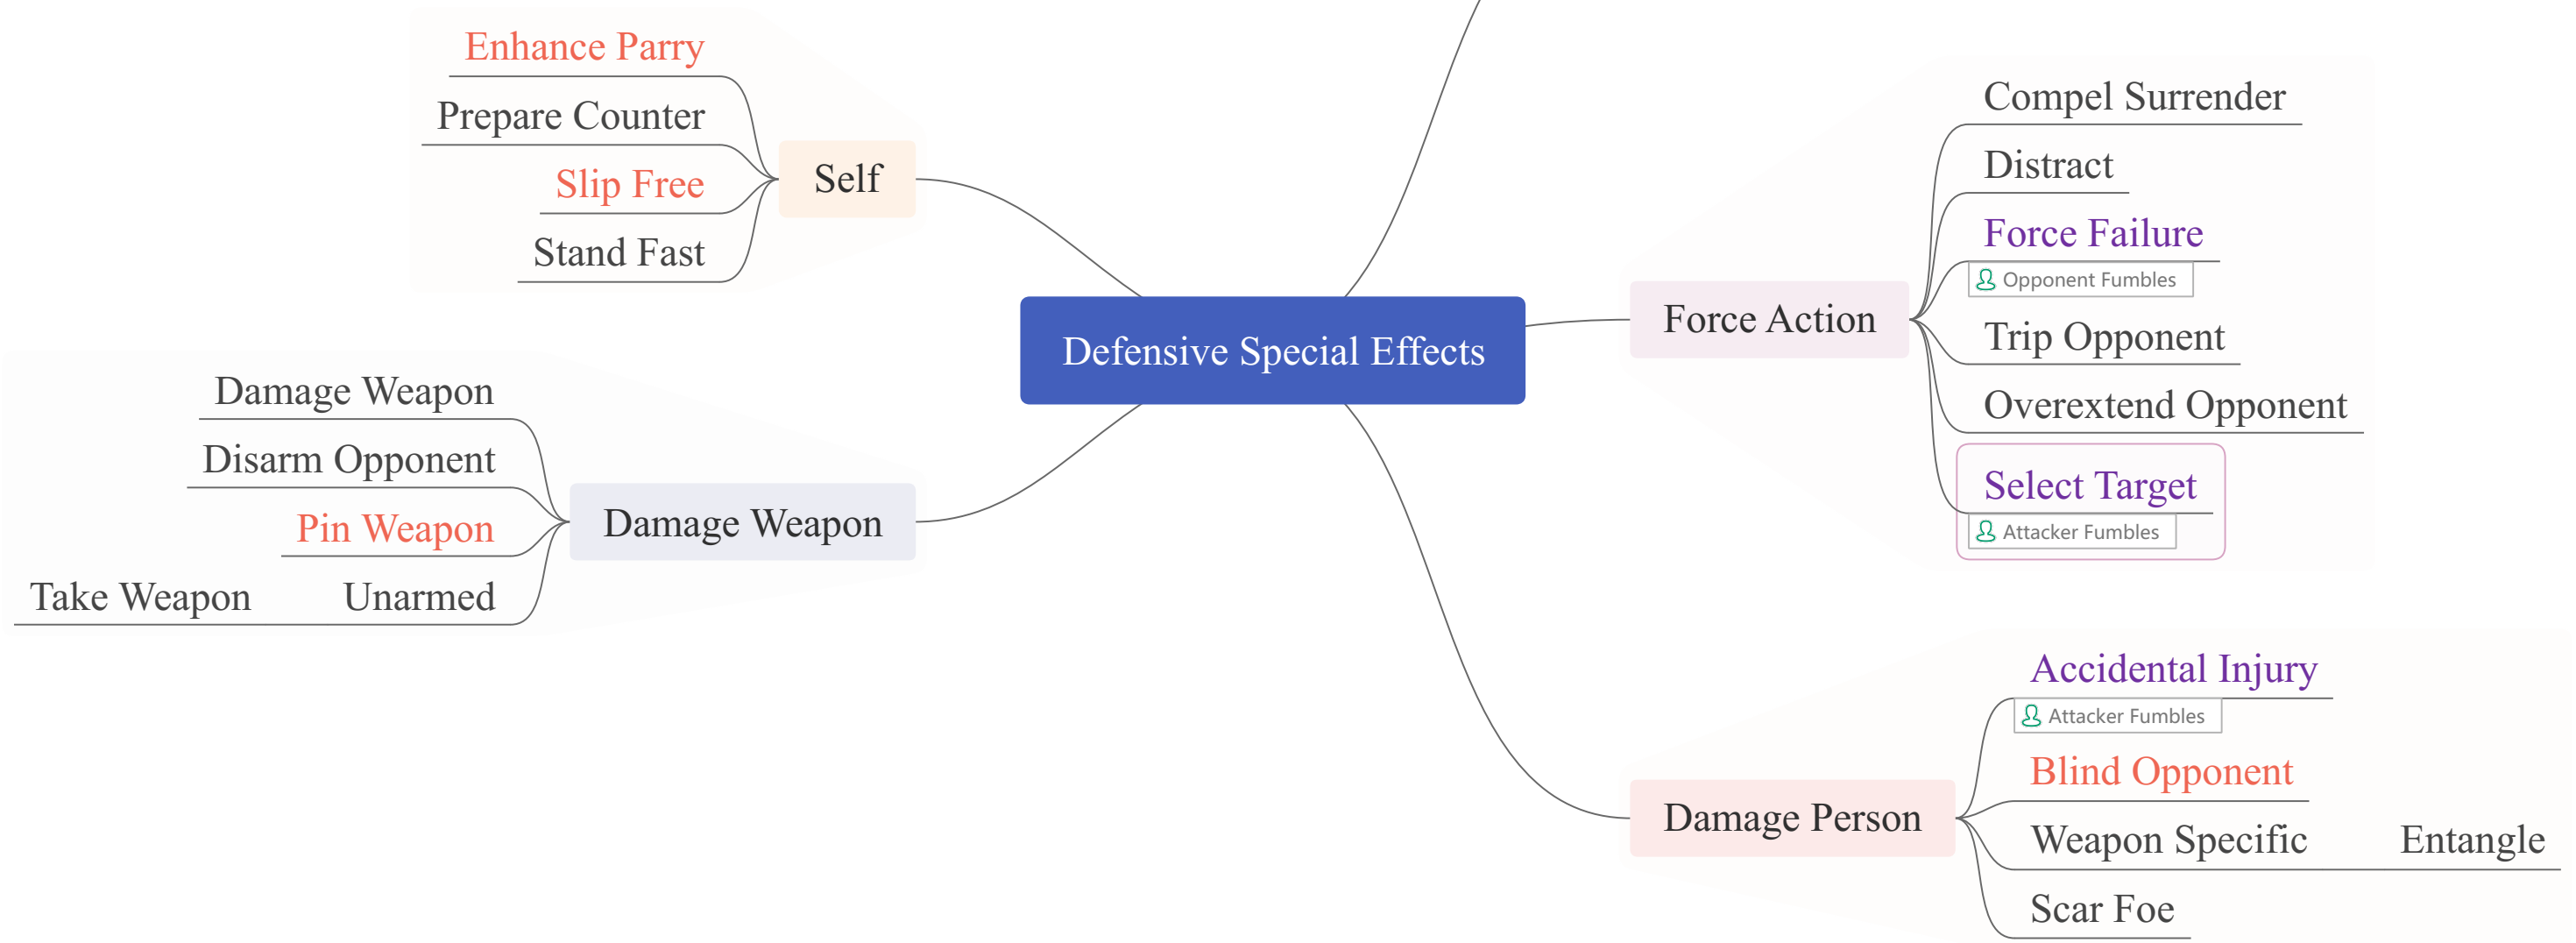 Enhance Parry
Prepare Counter
Slip Free
Stand Fast
Self
Damage Weapon
Disarm Opponent
Pin Weapon
Take Weapon Unarmed
Damage Weapon
Defensive Special Effects
Force Action
Compel Surrender
Distract
Force Failure
Opponent Fumbles
Trip Opponent
Overextend Opponent
Select Target
Attacker Fumbles
Damage Person
Accidental Injury
Attacker Fumbles
Blind Opponent
Weapon Specific Entangle
Scar Foe